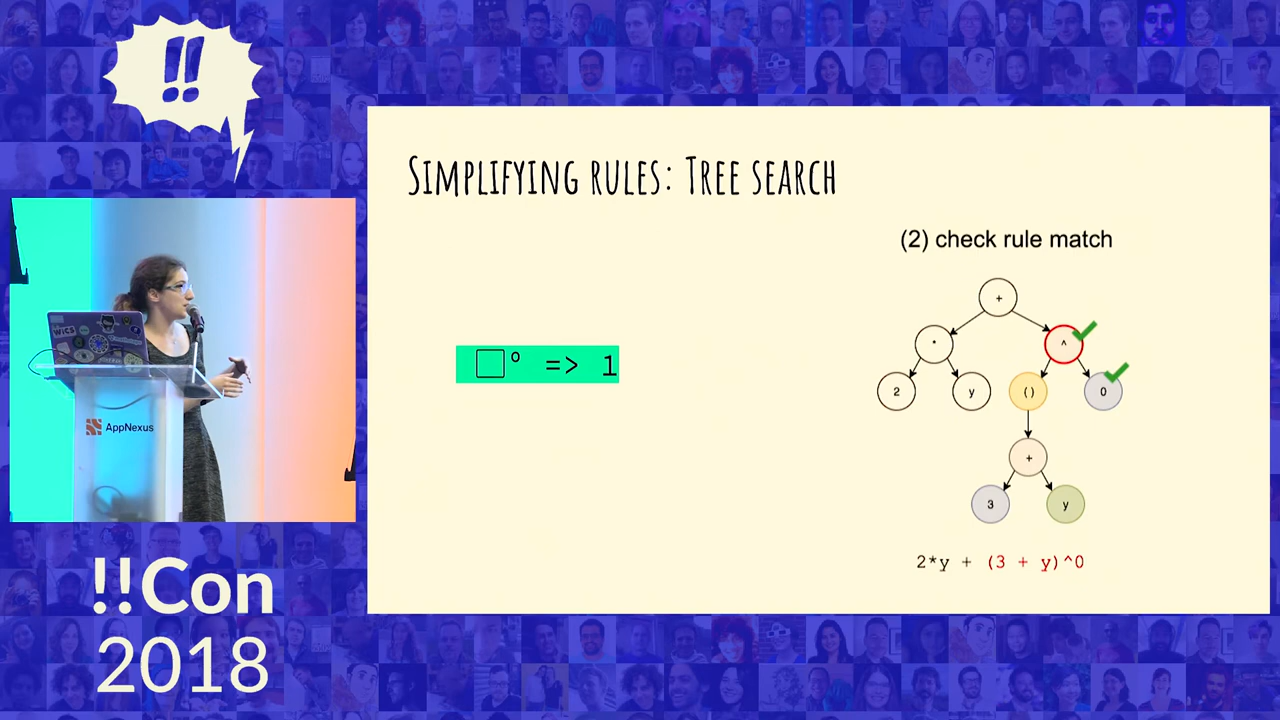 !!
SIMPLIFYING RULES: TREE SEARCH
(2) check rule match
+
* ^
2 y () 0
□⁰ => 1
+
3 y
2*y + (3 + y)^0
WiCS
AppNexus
!!Con
2018